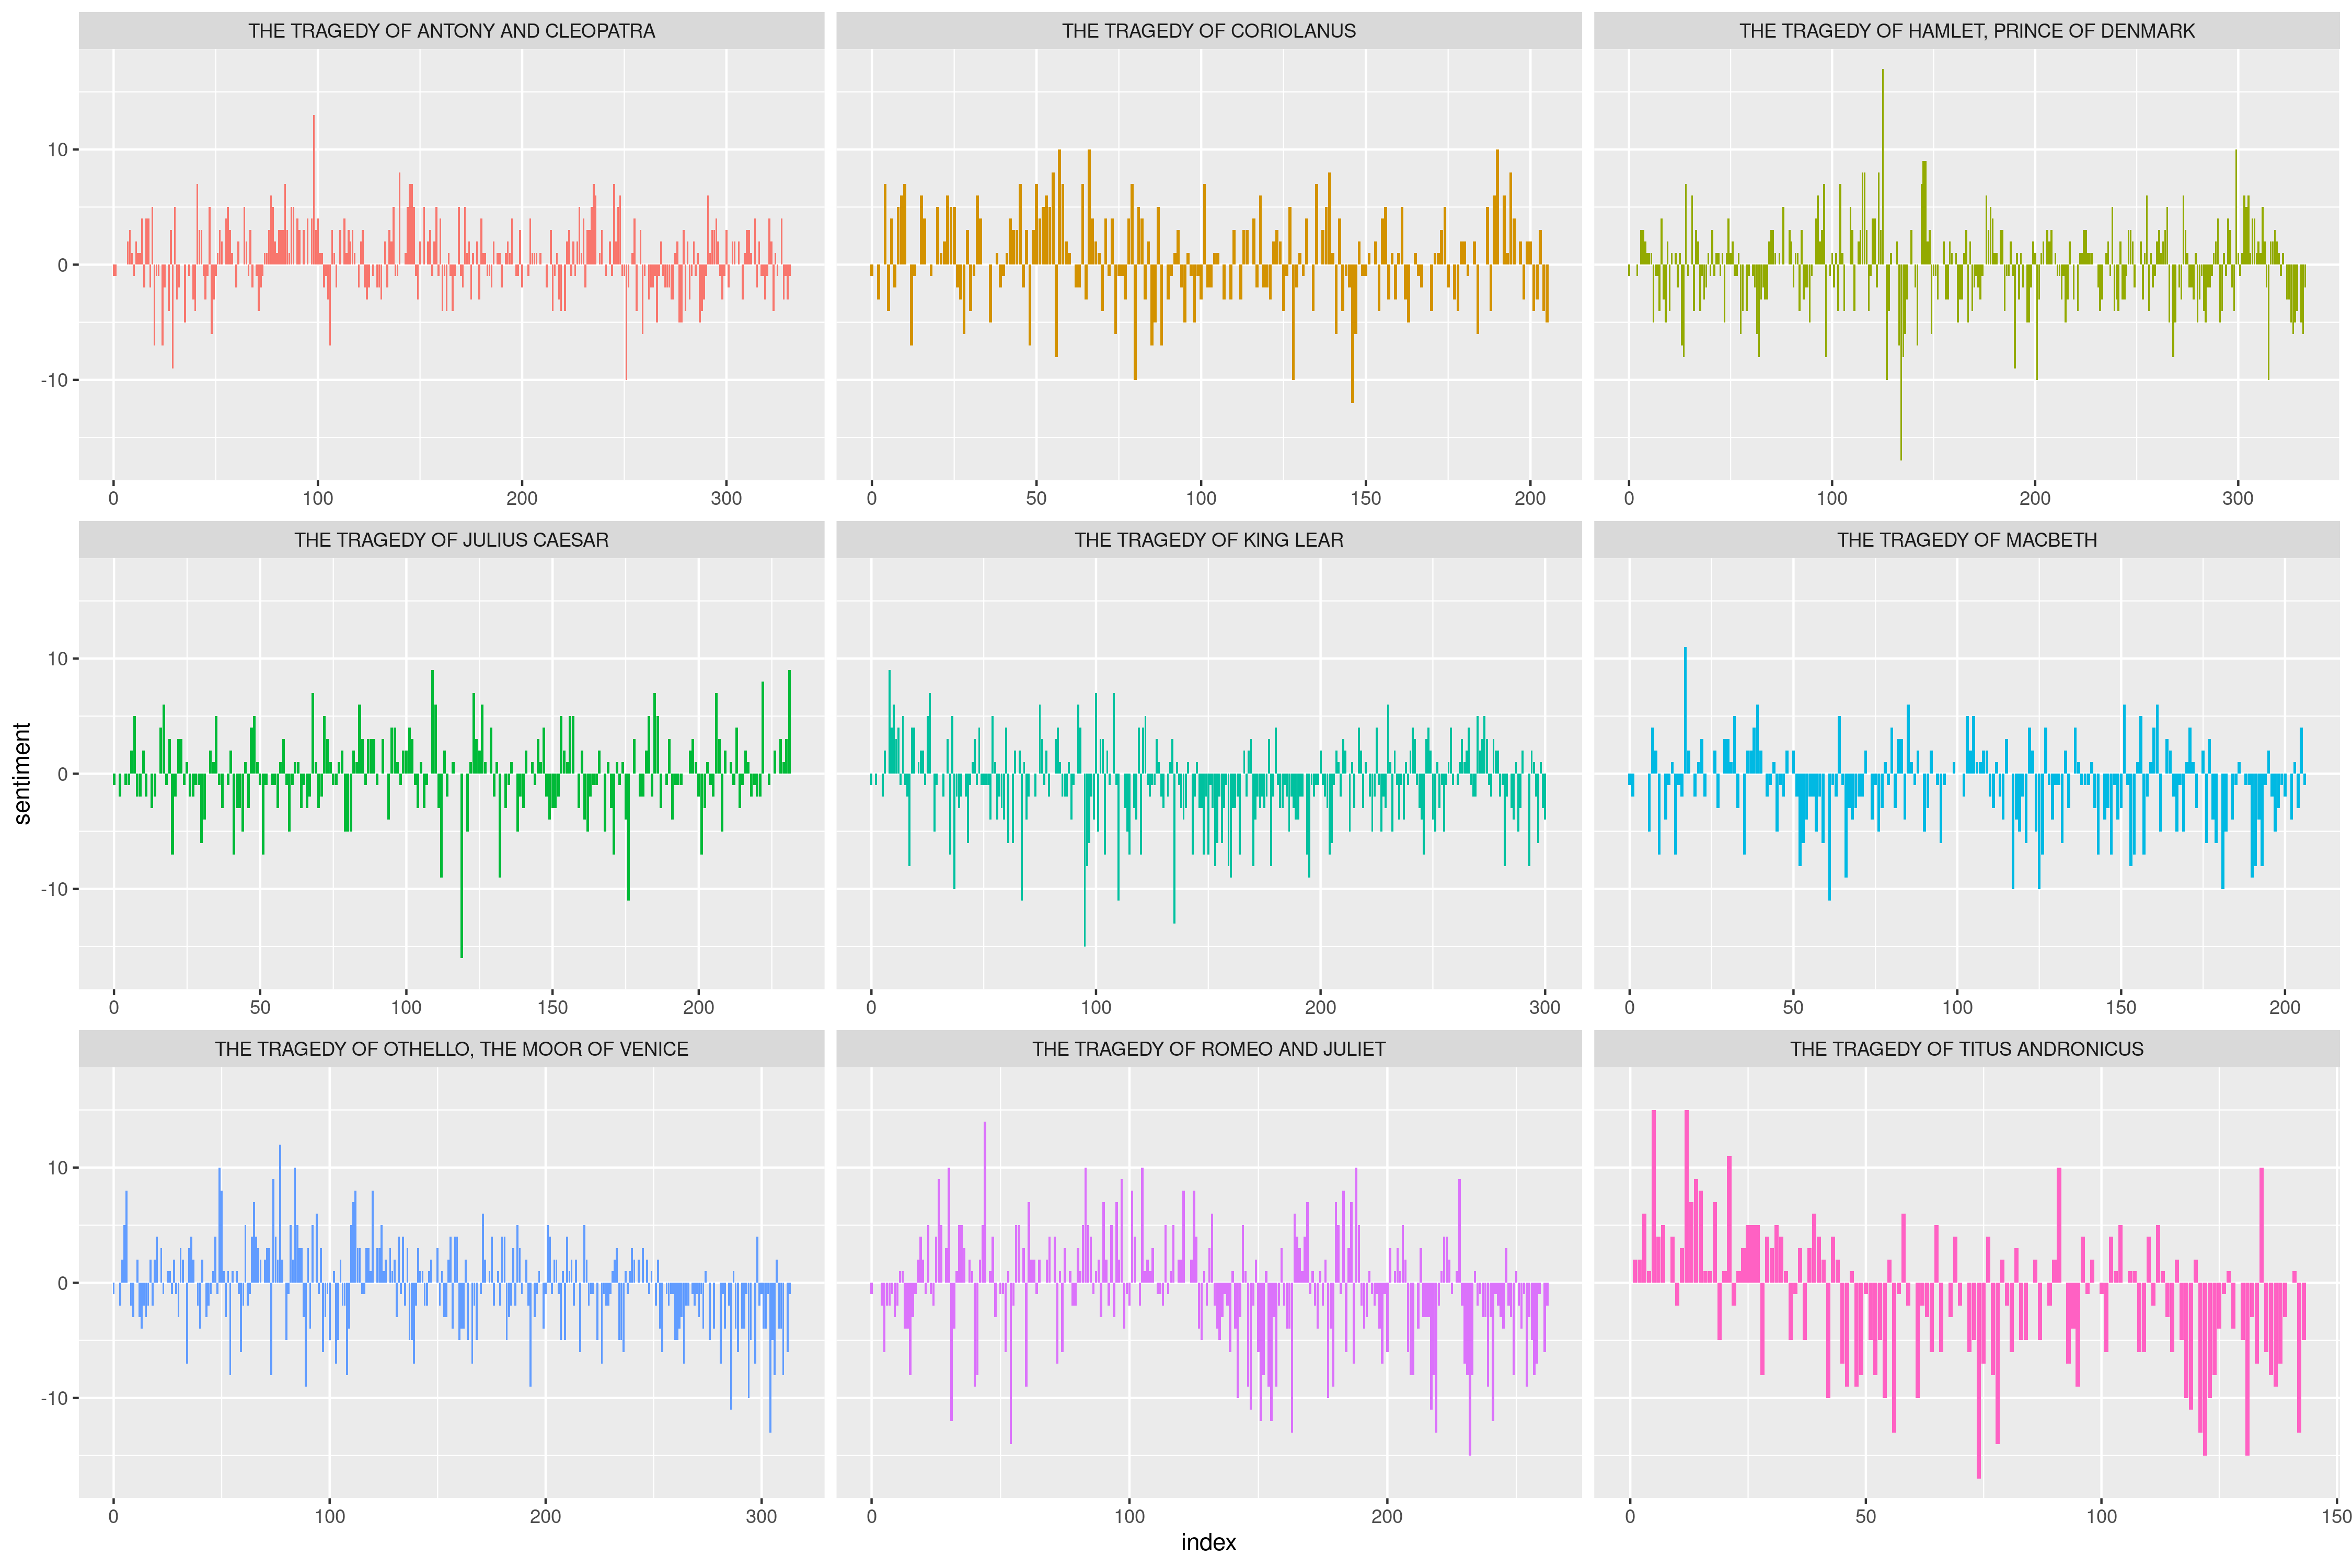 THE TRAGEDY OF ANTONY AND CLEOPATRA
THE TRAGEDY OF CORIOLANUS
THE TRAGEDY OF HAMLET, PRINCE OF DENMARK
10
0
-10
0 100 200 300
0 50 100 150 200
0 100 200 300
THE TRAGEDY OF JULIUS CAESAR
THE TRAGEDY OF KING LEAR
THE TRAGEDY OF MACBETH
sentiment
10
0
-10
0 50 100 150 200
0 100 200 300
0 50 100 150 200
THE TRAGEDY OF OTHELLO, THE MOOR OF VENICE
THE TRAGEDY OF ROMEO AND JULIET
THE TRAGEDY OF TITUS ANDRONICUS
10
0
-10
0 100 200 300
0 100 200
0 50 100 150
index